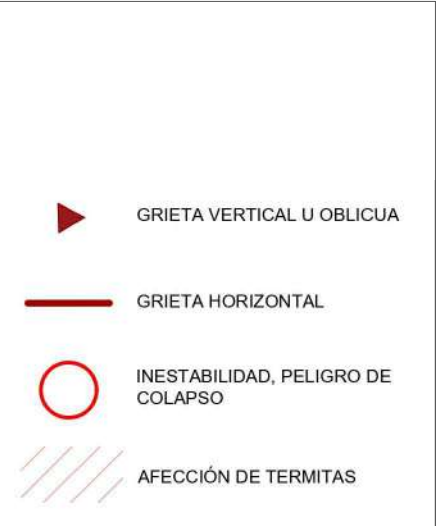 GRIETA VERTICAL U OBLICUA
GRIETA HORIZONTAL
INESTABILIDAD, PELIGRO DE
COLAPSO
AFECCIÓN DE TERMITAS